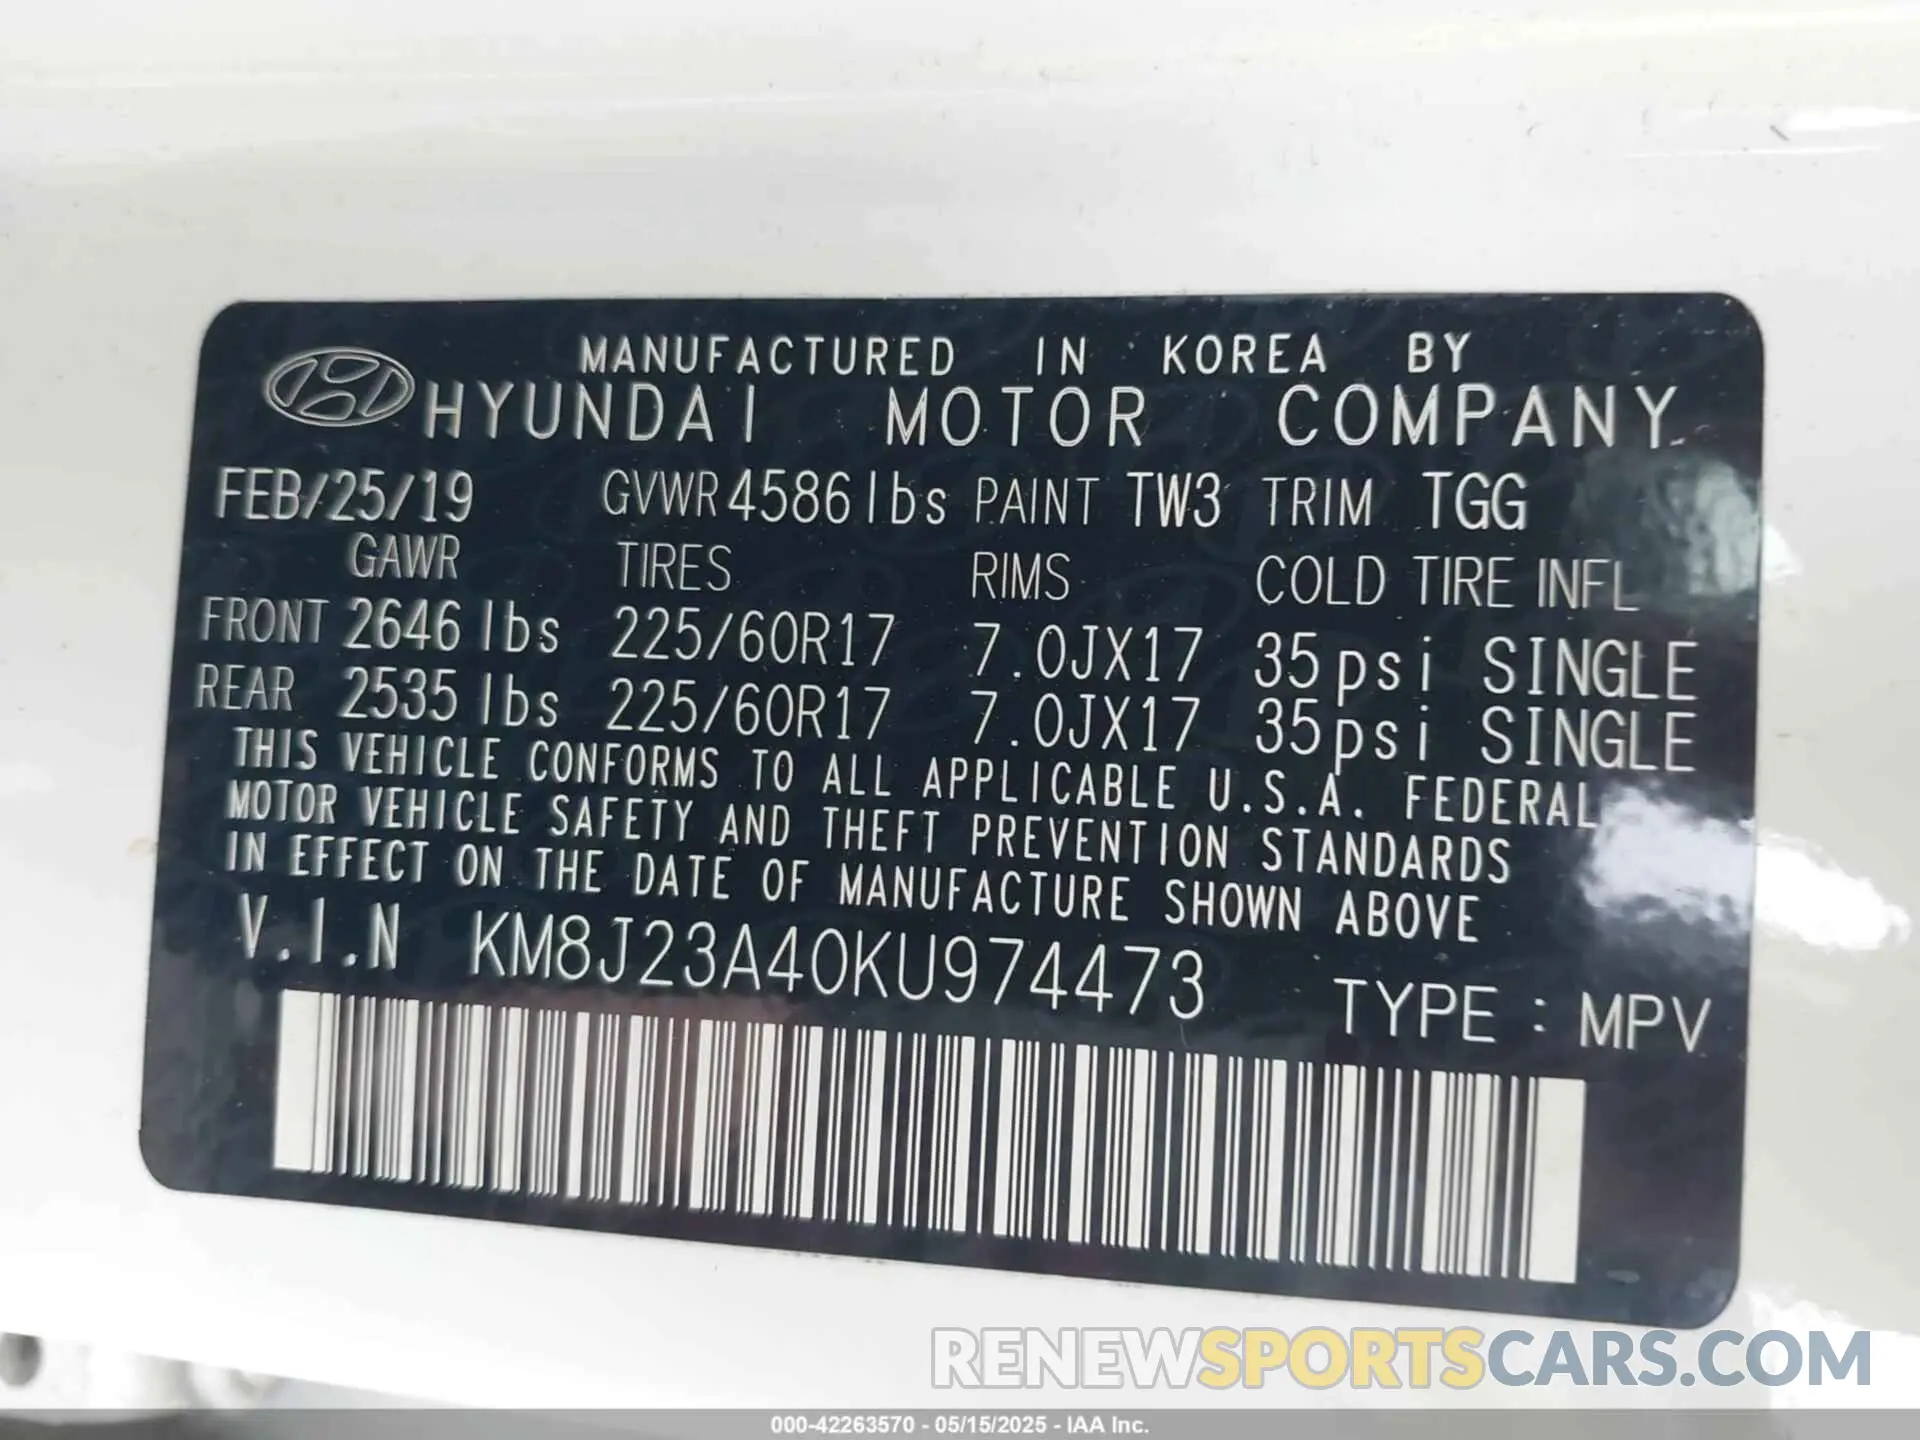 MANUFACTURED IN KOREA BY
HYUNDAI MOTOR COMPANY
FEB/25/19 GVWR 4586lbs PAINT TW3 TRIM TGG
GAWR TIRES RIMS COLD TIRE INFL
FRONT 2646 lbs 225/60R17 7.0JX17 35psi SINGLE
REAR 2535 lbs 225/60R17 7.0JX17 35psi SINGLE
THIS VEHICLE CONFORMS TO ALL APPLICABLE U.S.A. FEDERAL
MOTOR VEHICLE SAFETY AND THEFT PREVENTION STANDARDS
IN EFFECT ON THE DATE OF MANUFACTURE SHOWN ABOVE
V.I.N KM8J23A40KU974473
TYPE : MPV
RENEWSPORTSCARS.COM
000-42263570 - 05/15/2025 - IAA Inc.